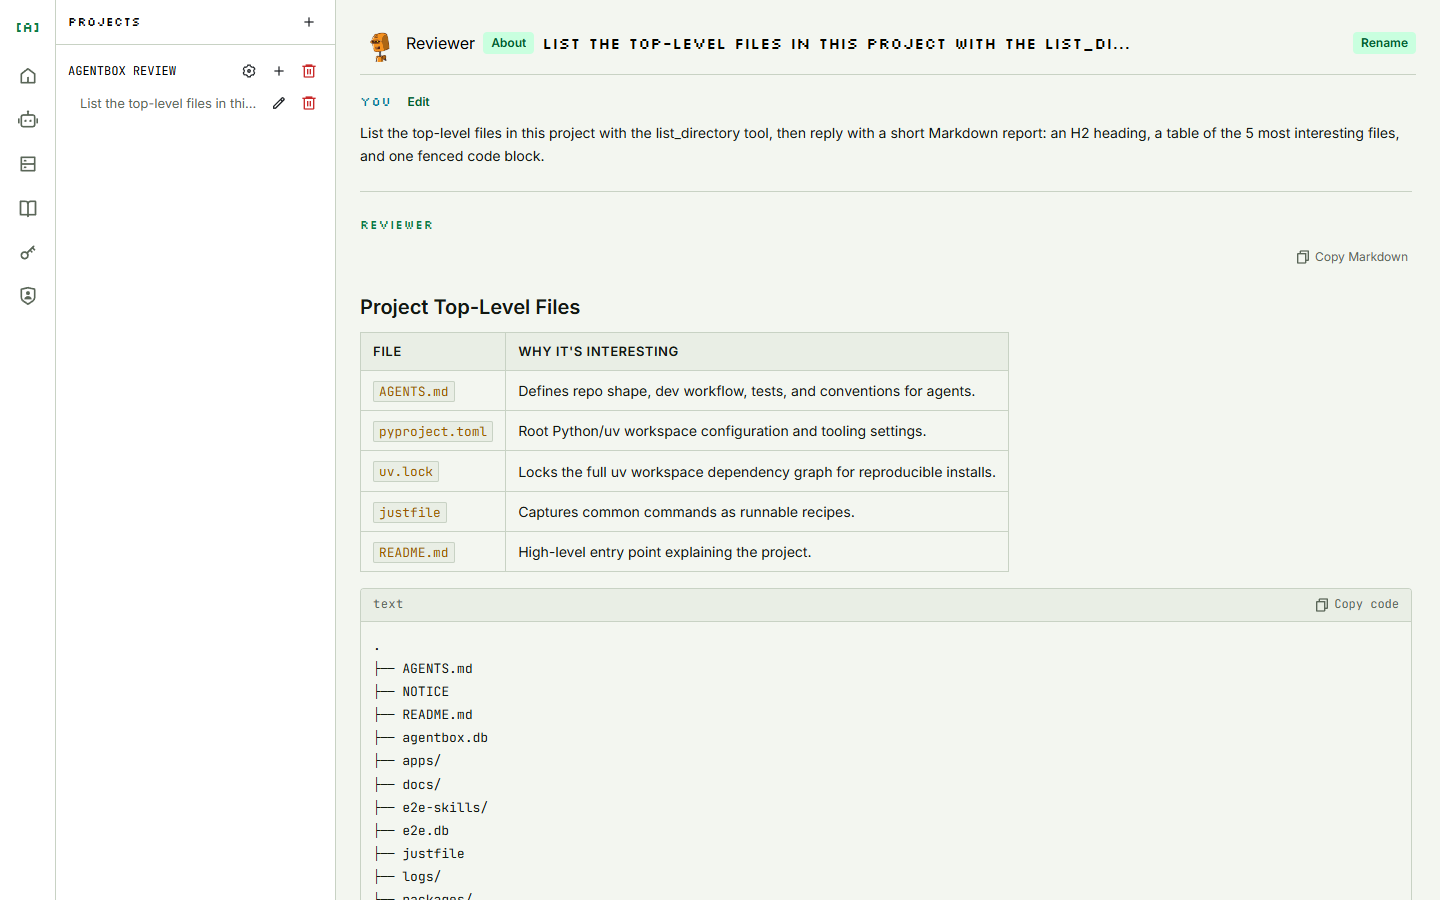 [A]
PROJECTS
AGENTBOX REVIEW
List the top-level files in thi...
Reviewer About LIST THE TOP-LEVEL FILES IN THIS PROJECT WITH THE LIST_DI... Rename
YOU Edit
List the top-level files in this project with the list_directory tool, then reply with a short Markdown report: an H2 heading, a table of the 5 most interesting files,
and one fenced code block.
REVIEWER
Copy Markdown
Project Top-Level Files
FILE WHY IT'S INTERESTING
AGENTS.md Defines repo shape, dev workflow, tests, and conventions for agents.
pyproject.toml Root Python/uv workspace configuration and tooling settings.
uv.lock Locks the full uv workspace dependency graph for reproducible installs.
justfile Captures common commands as runnable recipes.
README.md High-level entry point explaining the project.
text Copy code
.
├── AGENTS.md
├── NOTICE
├── README.md
├── agentbox.db
├── apps/
├── docs/
├── e2e-skills/
├── e2e.db
├── justfile
├── logs/
├── packages/